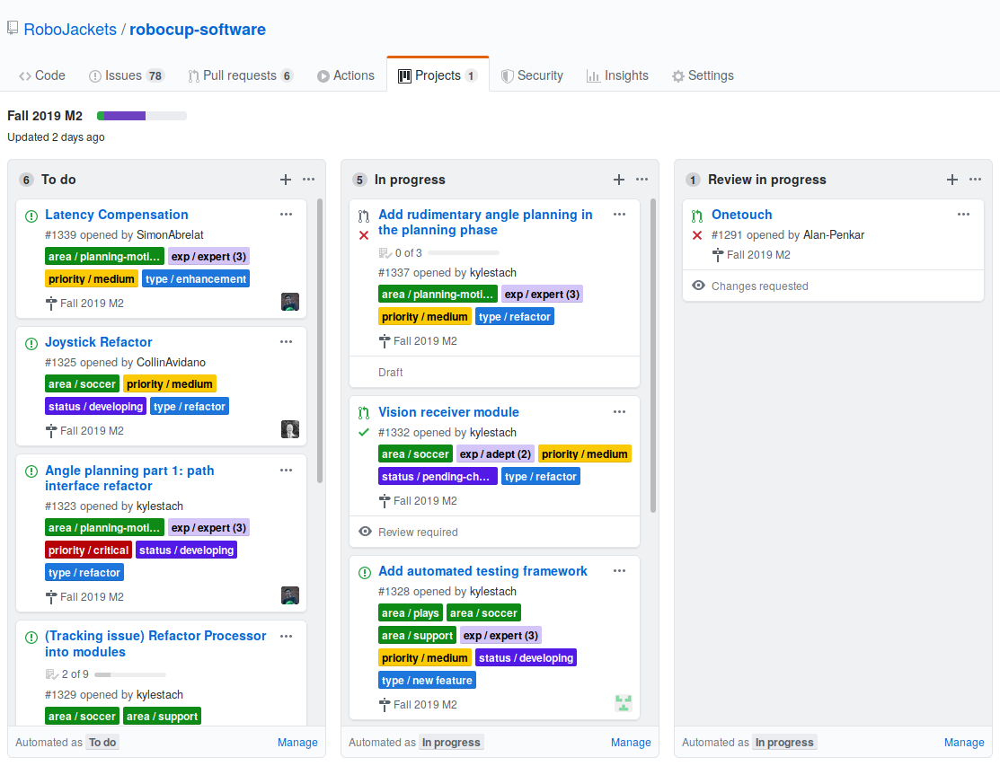 RoboJackets / robocup-software
Code
Issues 78
Pull requests 6
Actions
Projects 1
Security
Insights
Settings
Fall 2019 M2
Updated 2 days ago
6 To do
Latency Compensation
#1339 opened by SimonAbrelat
area / planning-moti... exp / expert (3)
priority / medium type / enhancement
Fall 2019 M2
Joystick Refactor
#1325 opened by CollinAvidano
area / soccer priority / medium
status / developing type / refactor
Fall 2019 M2
Angle planning part 1: path
interface refactor
#1323 opened by kylestach
area / planning-moti... exp / expert (3)
priority / critical status / developing
type / refactor
Fall 2019 M2
(Tracking issue) Refactor Processor
into modules
2 of 9
#1329 opened by kylestach
area / soccer area / support
Automated as To do Manage
5 In progress
Add rudimentary angle planning in
the planning phase
0 of 3
#1337 opened by kylestach
area / planning-moti... exp / expert (3)
priority / medium type / refactor
Fall 2019 M2
Draft
Vision receiver module
#1332 opened by kylestach
area / soccer exp / adept (2) priority / medium
status / pending-ch... type / refactor
Fall 2019 M2
Review required
Add automated testing framework
#1328 opened by kylestach
area / plays area / soccer
area / support exp / expert (3)
priority / medium status / developing
type / new feature
Fall 2019 M2
Automated as In progress Manage
1 Review in progress
Onetouch
#1291 opened by Alan-Penkar
Fall 2019 M2
Changes requested
Automated as In progress Manage